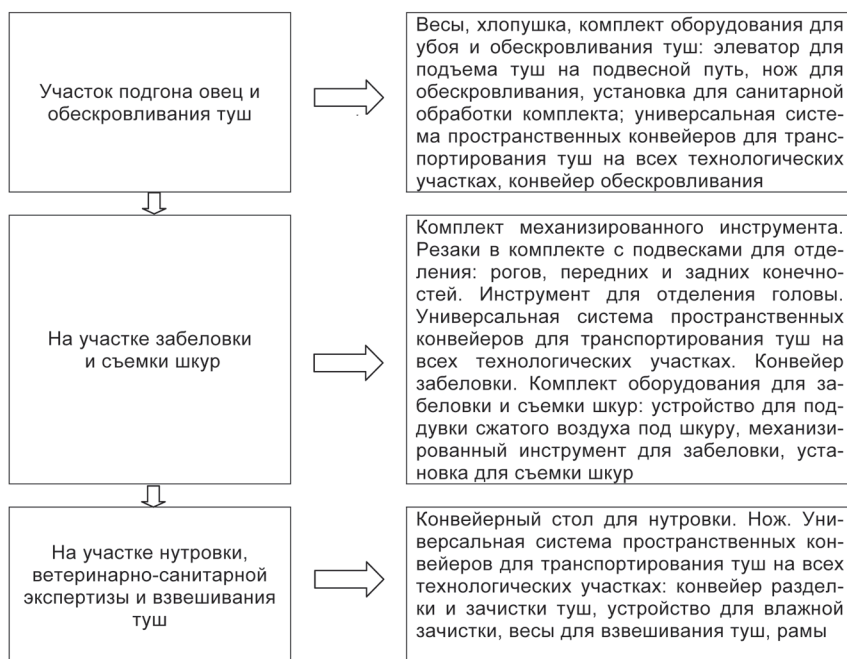 Участок подгона овец и
обескровливания туш
Весы, хлопушка, комплект оборудования для
убоя и обескровливания туш: элеватор для
подъема туш на подвесной путь, нож для
обескровливания, установка для санитарной
обработки комплекта; универсальная систе-
ма пространственных конвейеров для транс-
портирования туш на всех технологических
участках, конвейер обескровливания
На участке забеловки
и съемки шкур
Комплект механизированного инструмента.
Резаки в комплекте с подвесками для отде-
ления: рогов, передних и задних конечно-
стей. Инструмент для отделения головы.
Универсальная система пространственных
конвейеров для транспортирования туш на
всех технологических участках. Конвейер
забеловки. Комплект оборудования для за-
беловки и съемки шкур: устройство для под-
дувки сжатого воздуха под шкуру, механизи-
рованный инструмент для забеловки, уста-
новка для съемки шкур
На участке нутровки,
ветеринарно-санитарной
экспертизы и взвешивания
туш
Конвейерный стол для нутровки. Нож. Уни-
версальная система пространственных кон-
вейеров для транспортирования туш на всех
технологических участках: конвейер раздел-
ки и зачистки туш, устройство для влажной
зачистки, весы для взвешивания туш, рамы